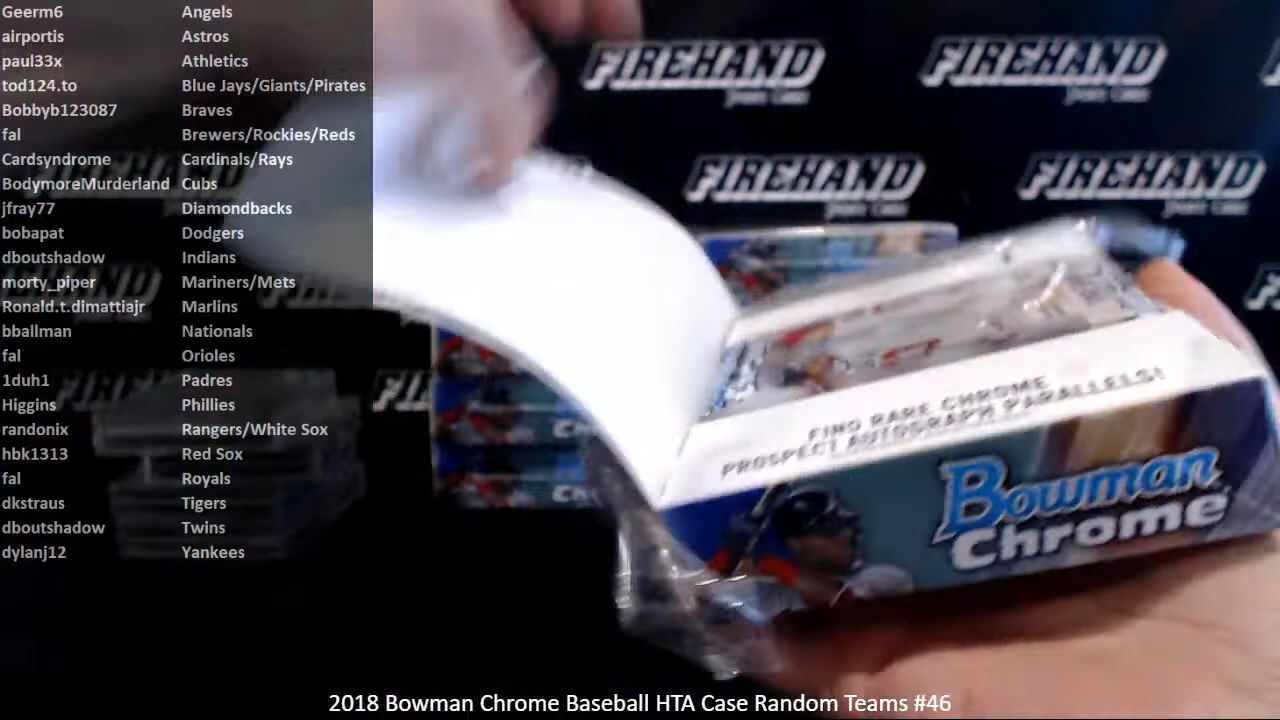 Geerm6 Angels
airportis Astros
paul33x Athletics
tod124.to Blue Jays/Giants/Pirates
Bobbyb123087 Braves
fal Brewers/Rockies/Reds
Cardsyndrome Cardinals/Rays
BodymoreMurderland Cubs
jfray77 Diamondbacks
bobapat Dodgers
dboutshadow Indians
morty_piper Mariners/Mets
Ronald.t.dimattiajr Marlins
bballman Nationals
fal Orioles
1duh1 Padres
Higgins Phillies
randonix Rangers/White Sox
hbk1313 Red Sox
fal Royals
dkstraus Tigers
dboutshadow Twins
dylanj12 Yankees
FIREHAND
FIREHAND
FIREHAND
FIREHAND
FIND RARE CHROME
PROSPECT AUTOGRAPH PARALLELS!
Bowman
Chrome
2018 Bowman Chrome Baseball HTA Case Random Teams #46